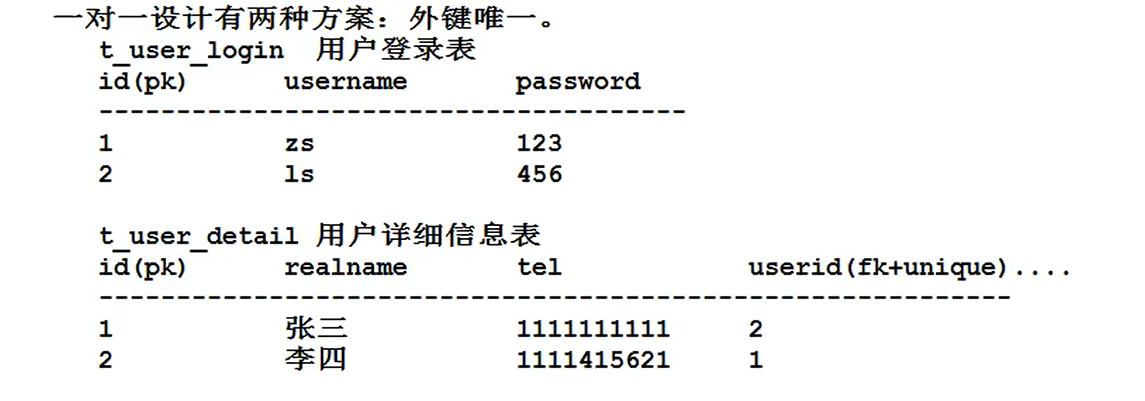 一对一设计有两种方案：外键唯一。
t_user_login 用户登录表
id(pk) username password
--------------------------------------
1 zs 123
2 ls 456
t_user_detail 用户详细信息表
id(pk) realname tel userid(fk+unique)....
-----------------------------------------------------------
1 张三 1111111111 2
2 李四 1111415621 1